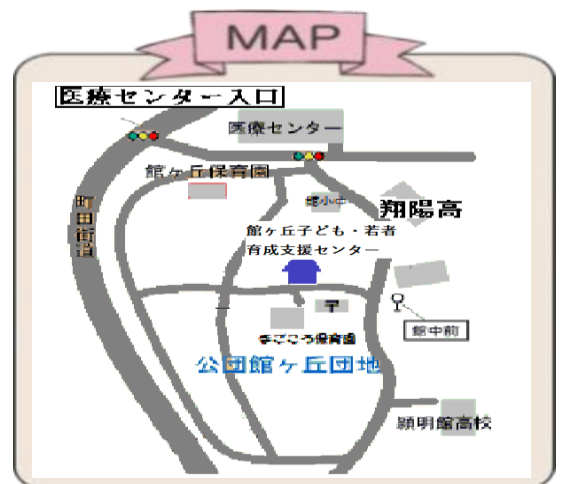 MAP
医療センター入口
医療センター
館ヶ丘保育園
館小中
翔陽高
町田街道
館ヶ丘子ども・若者
育成支援センター
〒
まごころ保育園
館中前
公団館ヶ丘団地
穎明館高校